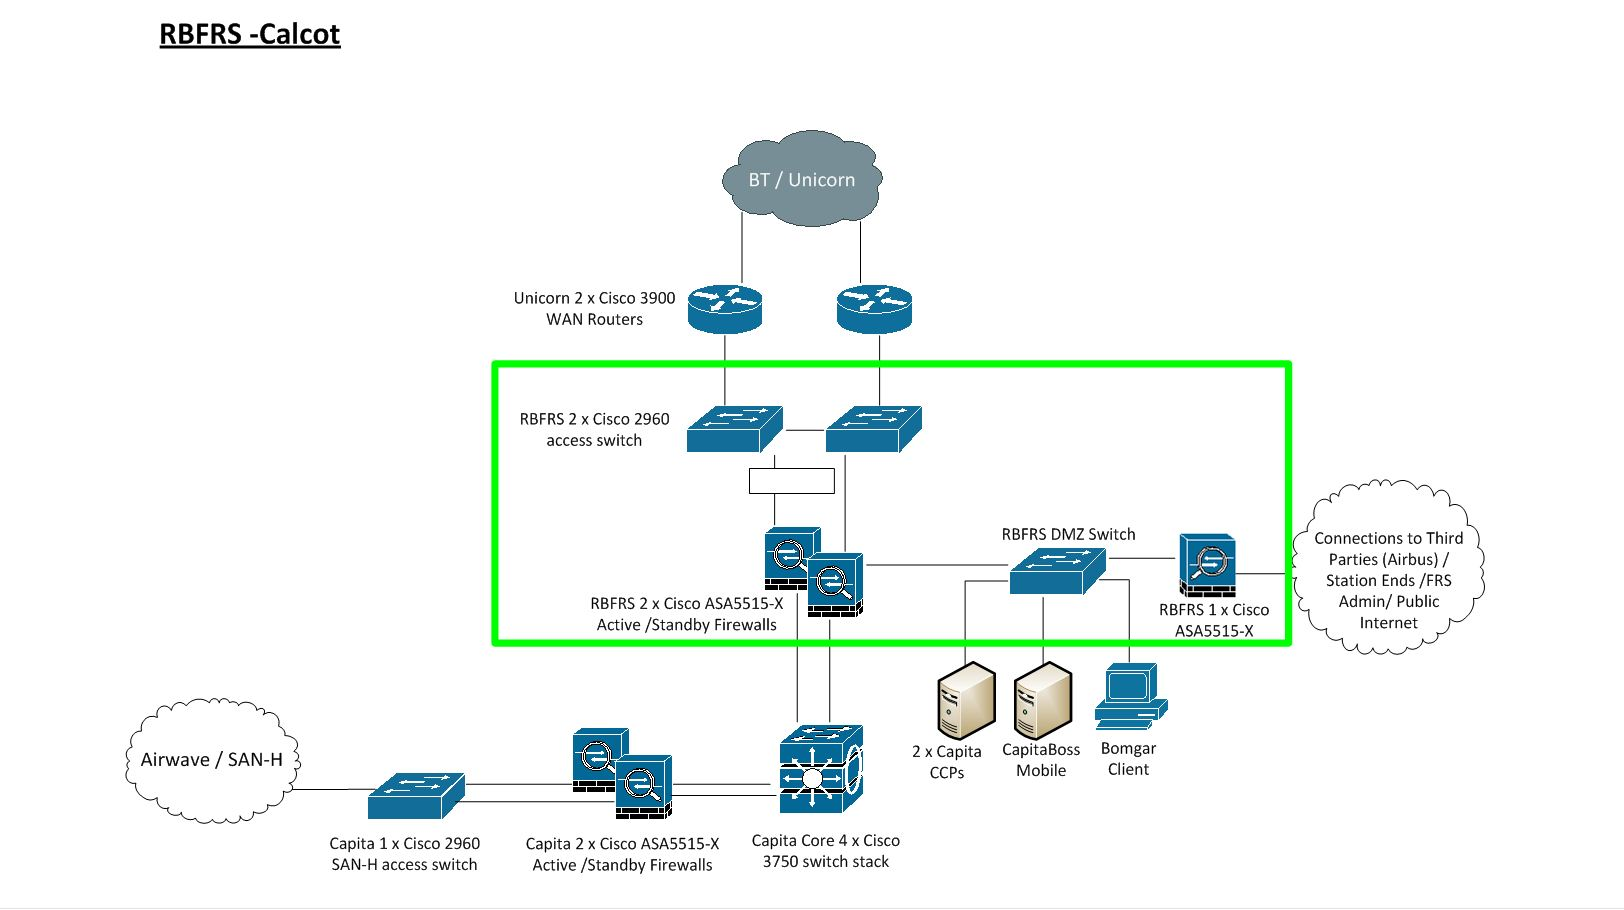 RBFRS -Calcot
BT / Unicorn
Unicorn 2 x Cisco 3900
WAN Routers
RBFRS 2 x Cisco 2960
access switch
RBFRS DMZ Switch
Connections to Third
Parties (Airbus) /
Station Ends /FRS
Admin/ Public
Internet
RBFRS 2 x Cisco ASA5515-X
Active /Standby Firewalls
RBFRS 1 x Cisco
ASA5515-X
Airwave / SAN-H
2 x Capita
CCPs
CapitaBoss
Mobile
Bomgar
Client
Capita 1 x Cisco 2960
SAN-H access switch
Capita 2 x Cisco ASA5515-X
Active /Standby Firewalls
Capita Core 4 x Cisco
3750 switch stack